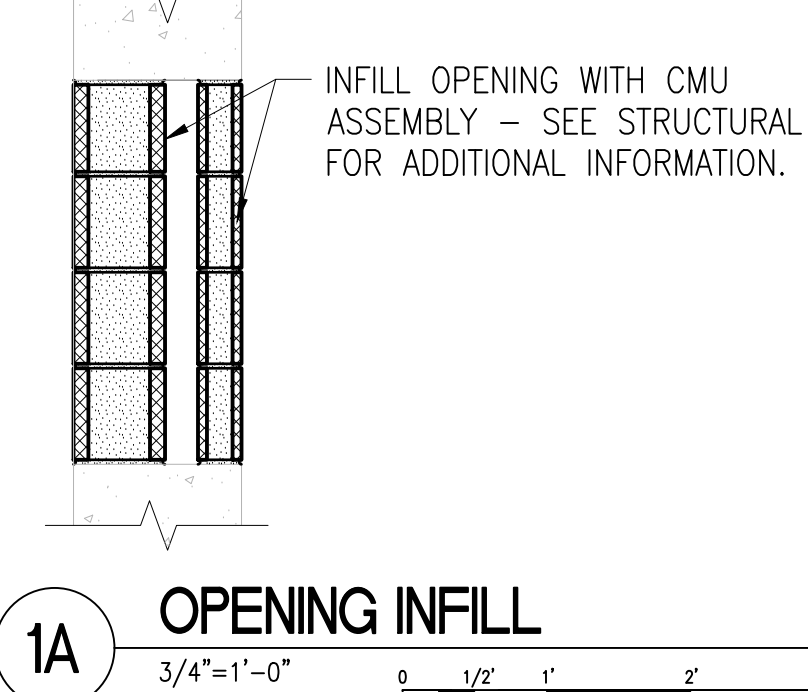 INFILL OPENING WITH CMU
ASSEMBLY – SEE STRUCTURAL
FOR ADDITIONAL INFORMATION.
1A
OPENING INFILL
3/4"=1'-0"
0 1/2' 1' 2'